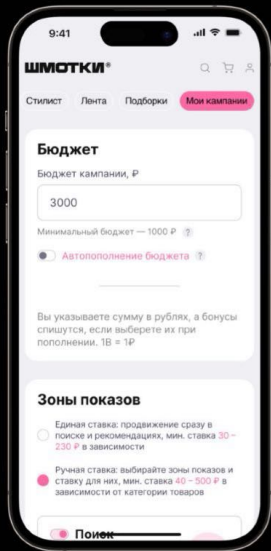 9:41
ШМОТКИ®
Стилист Лента Подборки Мои кампании
Бюджет
Бюджет кампании, ₽
3000
Минимальный бюджет — 1000 ₽ ?
Автопополнение бюджета ?
Вы указываете сумму в рублях, а бонусы
спишутся, если выберете их при
пополнении. 1B = 1₽
Зоны показов
Единая ставка: продвижение сразу в
поиске и рекомендациях, мин. ставка 30 –
230 ₽ в зависимости
Ручная ставка: выбирайте зоны показов и
ставку для них, мин. ставка 40 – 500 ₽ в
зависимости от категории товаров
Поиск